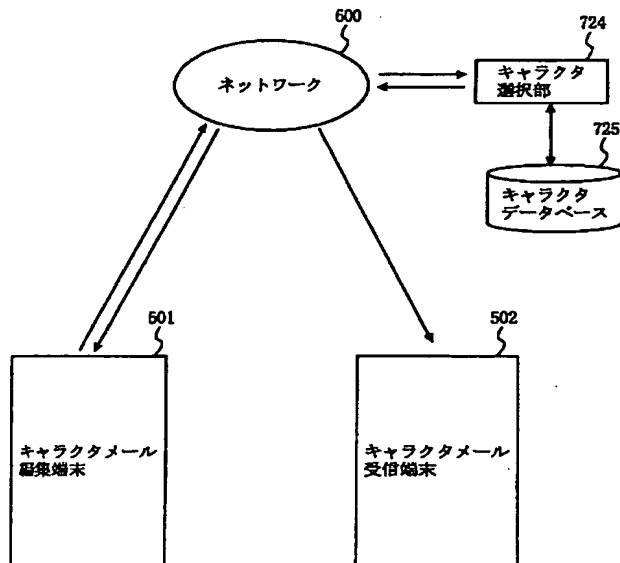 600
ネットワーク
724
キャラクタ
選択部
725
キャラクタ
データベース
501
キャラクタメール
編集端末
502
キャラクタメール
受信端末